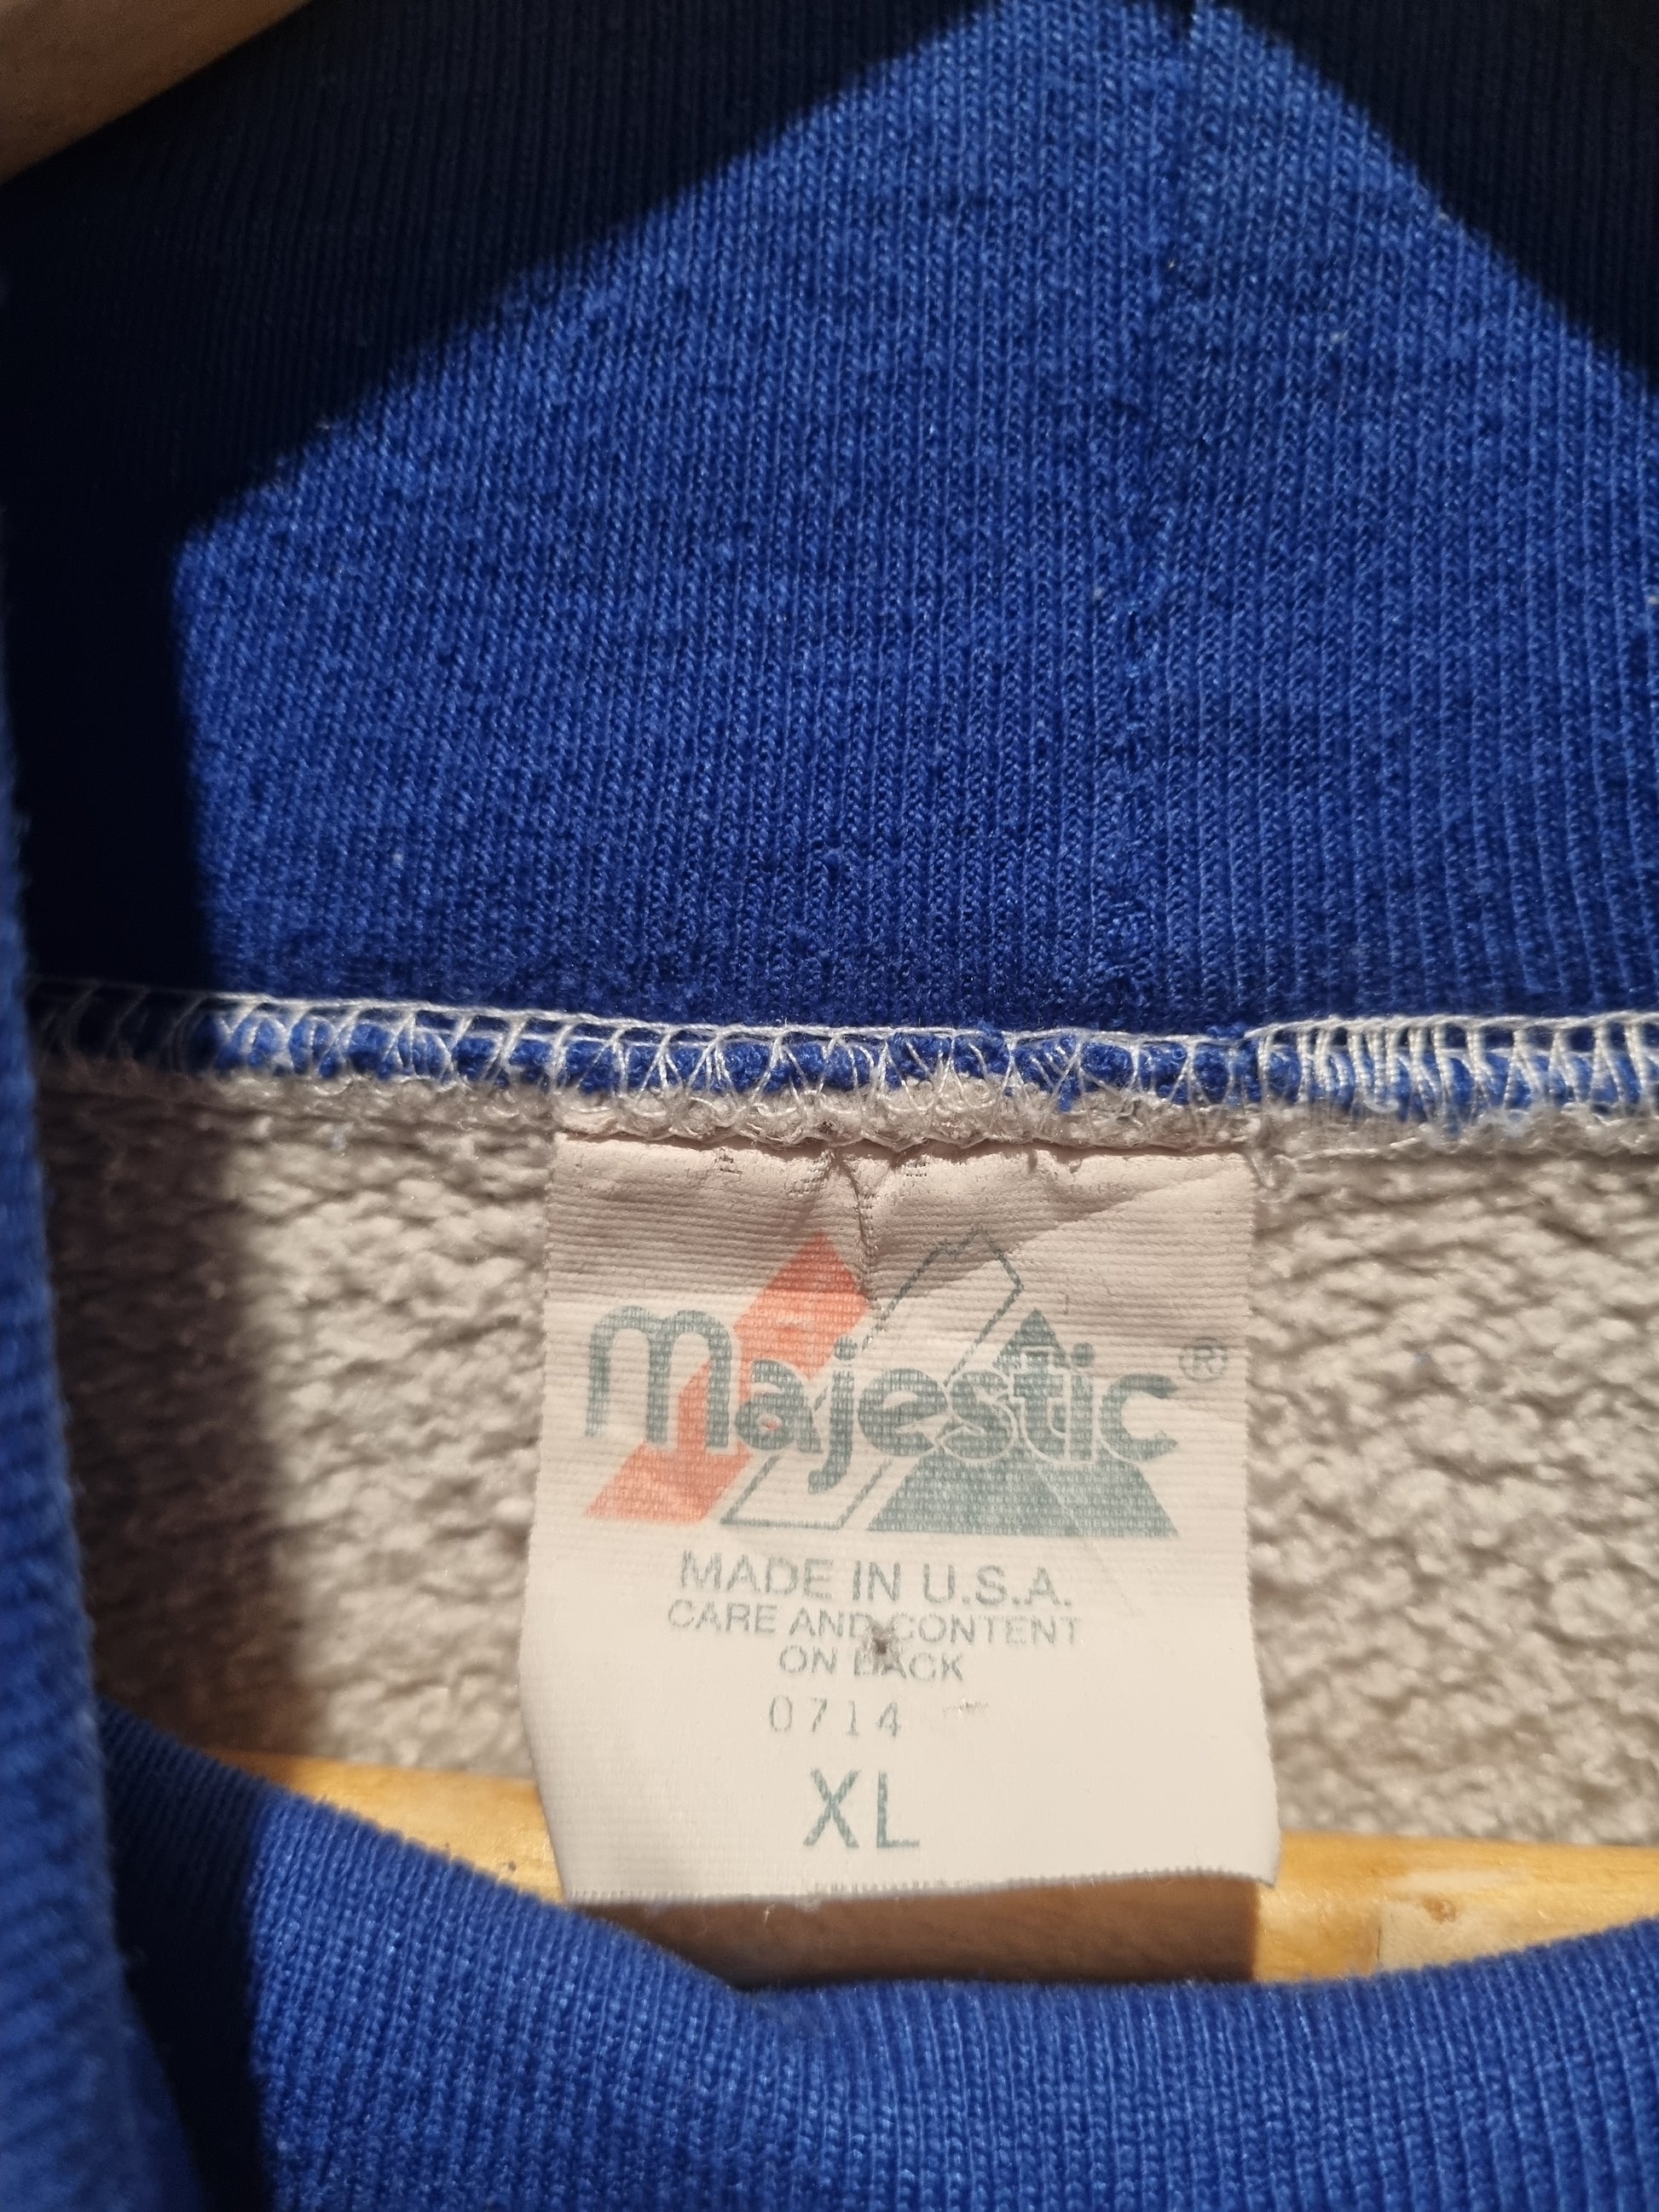 Majestic®
MADE IN U.S.A.
CARE AND CONTENT
ON BACK
0714
XL